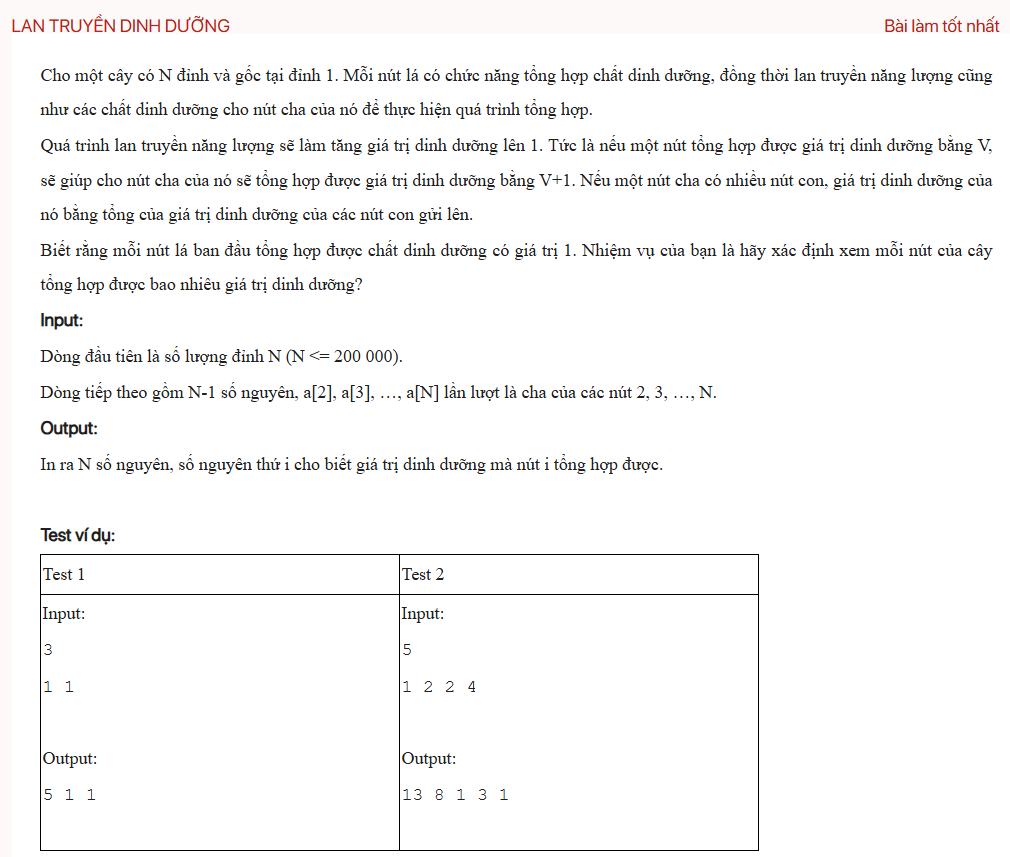 LAN TRUYỀN DINH DƯỠNG
Bài làm tốt nhất
Cho một cây có N đỉnh và gốc tại đỉnh 1. Mỗi nút lá có chức năng tổng hợp chất dinh dưỡng, đồng thời lan truyền năng lượng cũng
như các chất dinh dưỡng cho nút cha của nó để thực hiện quá trình tổng hợp.
Quá trình lan truyền năng lượng sẽ làm tăng giá trị dinh dưỡng lên 1. Tức là nếu một nút tổng hợp được giá trị dinh dưỡng bằng V,
sẽ giúp cho nút cha của nó sẽ tổng hợp được giá trị dinh dưỡng bằng V+1. Nếu một nút cha có nhiều nút con, giá trị dinh dưỡng của
nó bằng tổng của giá trị dinh dưỡng của các nút con gửi lên.
Biết rằng mỗi nút lá ban đầu tổng hợp được chất dinh dưỡng có giá trị 1. Nhiệm vụ của bạn là hãy xác định xem mỗi nút của cây
tổng hợp được bao nhiêu giá trị dinh dưỡng?
Input:
Dòng đầu tiên là số lượng đỉnh N (N <= 200 000).
Dòng tiếp theo gồm N-1 số nguyên, a[2], a[3], …, a[N] lần lượt là cha của các nút 2, 3, …, N.
Output:
In ra N số nguyên, số nguyên thứ i cho biết giá trị dinh dưỡng mà nút i tổng hợp được.
Test ví dụ:
Test 1
Test 2
Input:
3
1 1
Output:
5 1 1
Input:
5
1 2 2 4
Output:
13 8 1 3 1